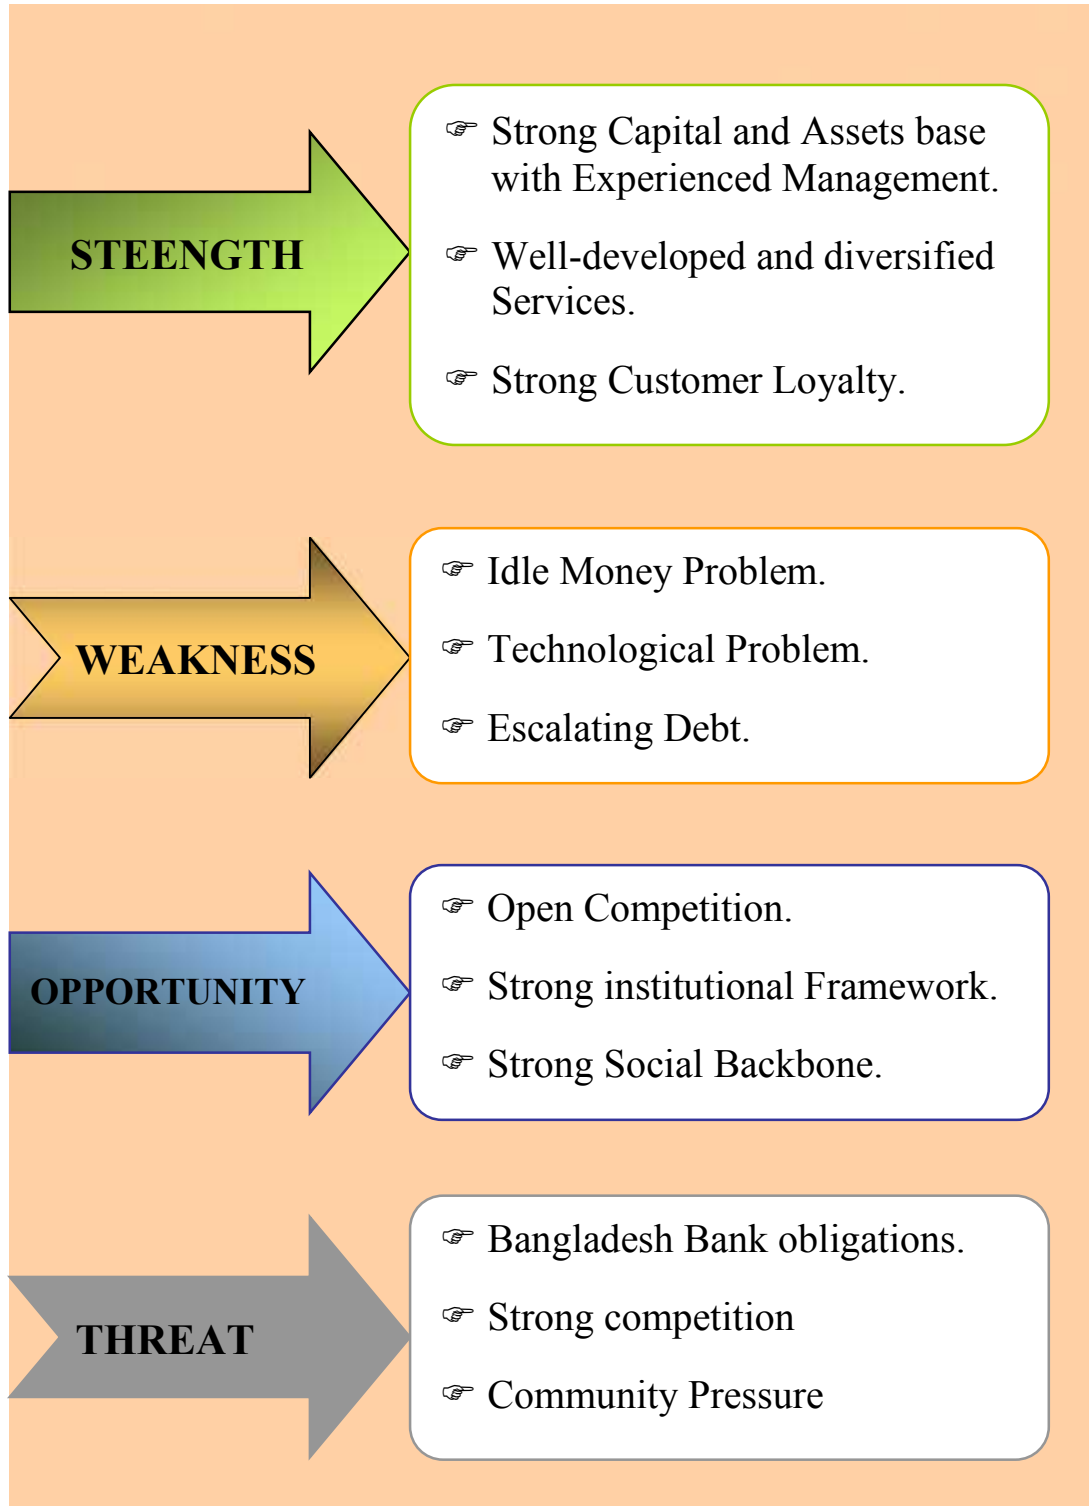 STEENGTH
☞ Strong Capital and Assets base
with Experienced Management.
☞ Well-developed and diversified
Services.
☞ Strong Customer Loyalty.
WEAKNESS
☞ Idle Money Problem.
☞ Technological Problem.
☞ Escalating Debt.
OPPORTUNITY
☞ Open Competition.
☞ Strong institutional Framework.
☞ Strong Social Backbone.
THREAT
☞ Bangladesh Bank obligations.
☞ Strong competition
☞ Community Pressure